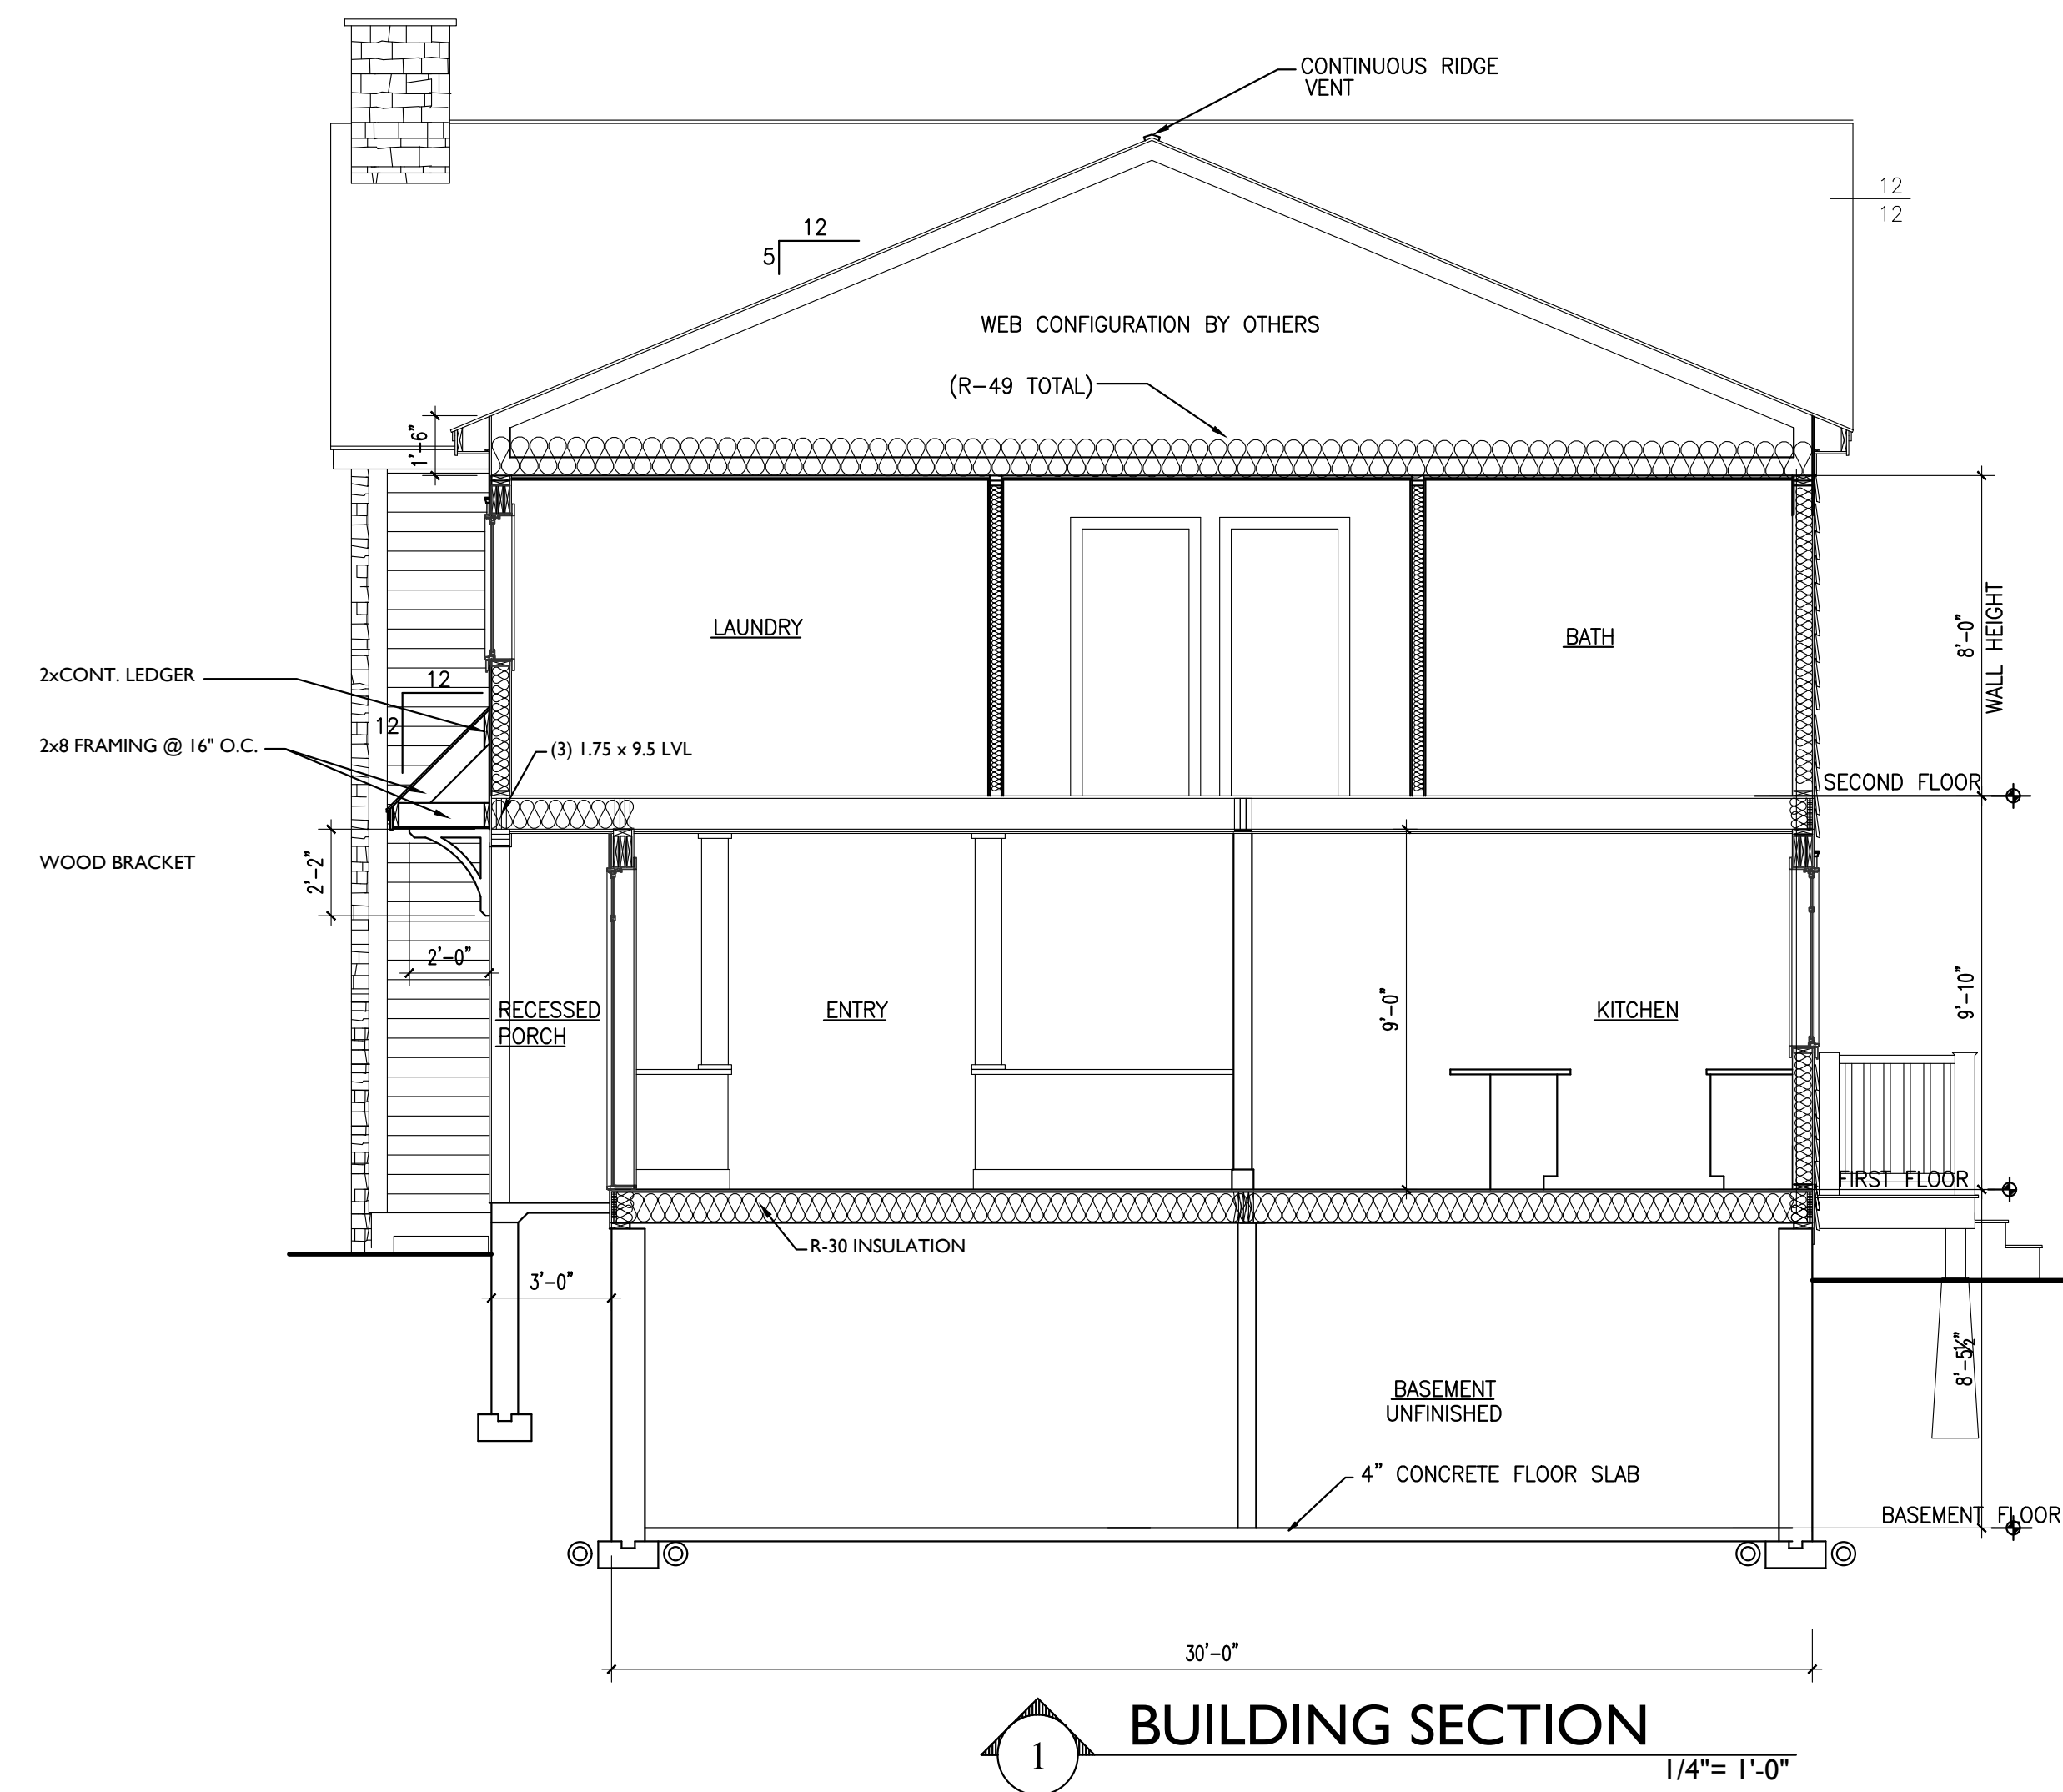 CONTINUOUS RIDGE
VENT
12
12
12
5
WEB CONFIGURATION BY OTHERS
(R-49 TOTAL)
1'-6"
LAUNDRY
BATH
8'-0"
WALL HEIGHT
2xCONT. LEDGER
12
12
2x8 FRAMING @ 16" O.C.
(3) 1.75 x 9.5 LVL
SECOND FLOOR
WOOD BRACKET
2'-2"
2'-0"
RECESSED
PORCH
ENTRY
9'-0"
KITCHEN
9'-10"
FIRST FLOOR
R-30 INSULATION
3'-0"
8'-5½"
BASEMENT
UNFINISHED
4" CONCRETE FLOOR SLAB
BASEMENT FLOOR
30'-0"
1
BUILDING SECTION
1/4"= 1'-0"